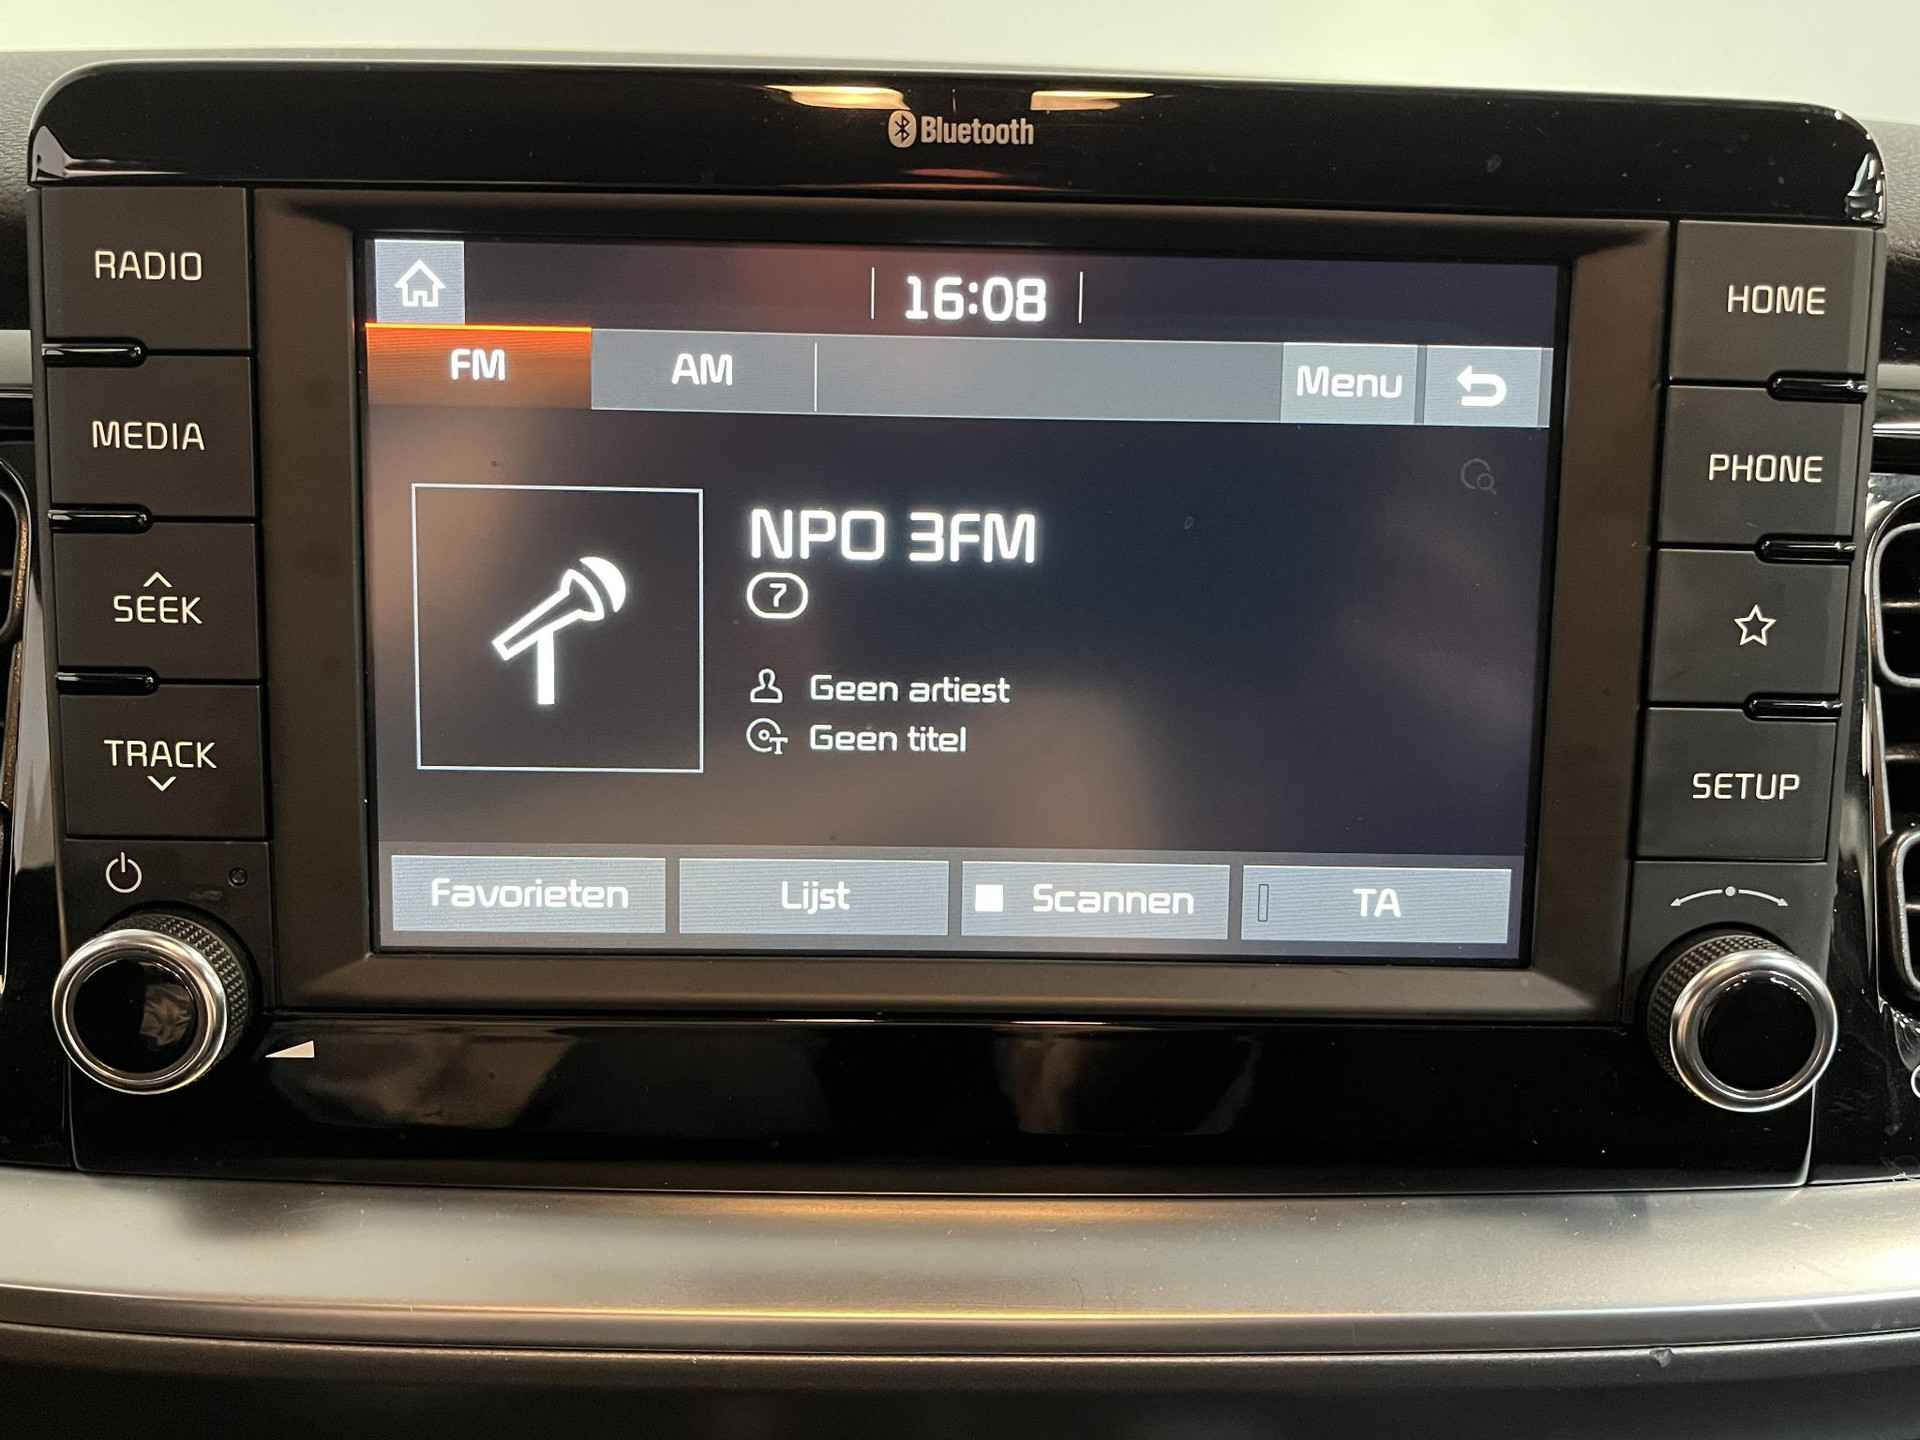 Bluetooth
RADIO
MEDIA
SEEK
TRACK
16:08
FM AM Menu
NPO 3FM
7
Geen artiest
Geen titel
Favorieten Lijst Scannen TA
HOME
PHONE
SETUP